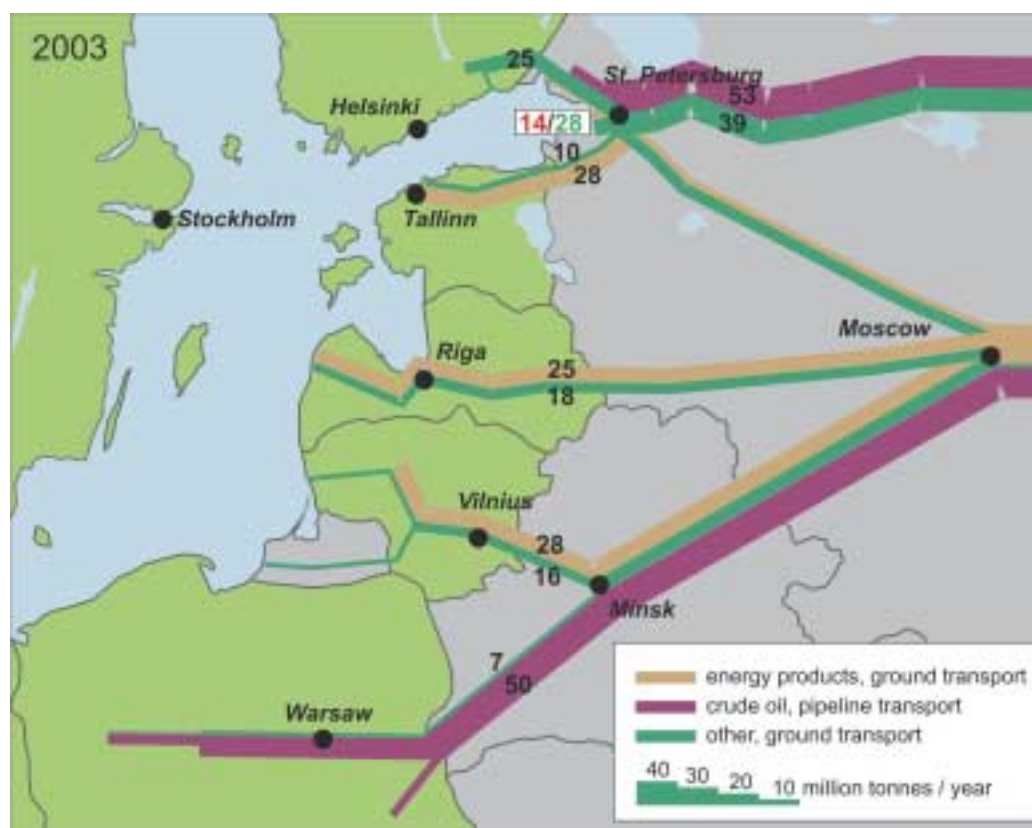 2003
25
St. Petersburg
53
Helsinki
14/28
39
10
28
Stockholm
Tallinn
Moscow
Riga
25
18
Vilnius
28
16
Minsk
7
50
Warsaw
energy products, ground transport
crude oil, pipeline transport
other, ground transport
40 30 20 10 million tonnes / year